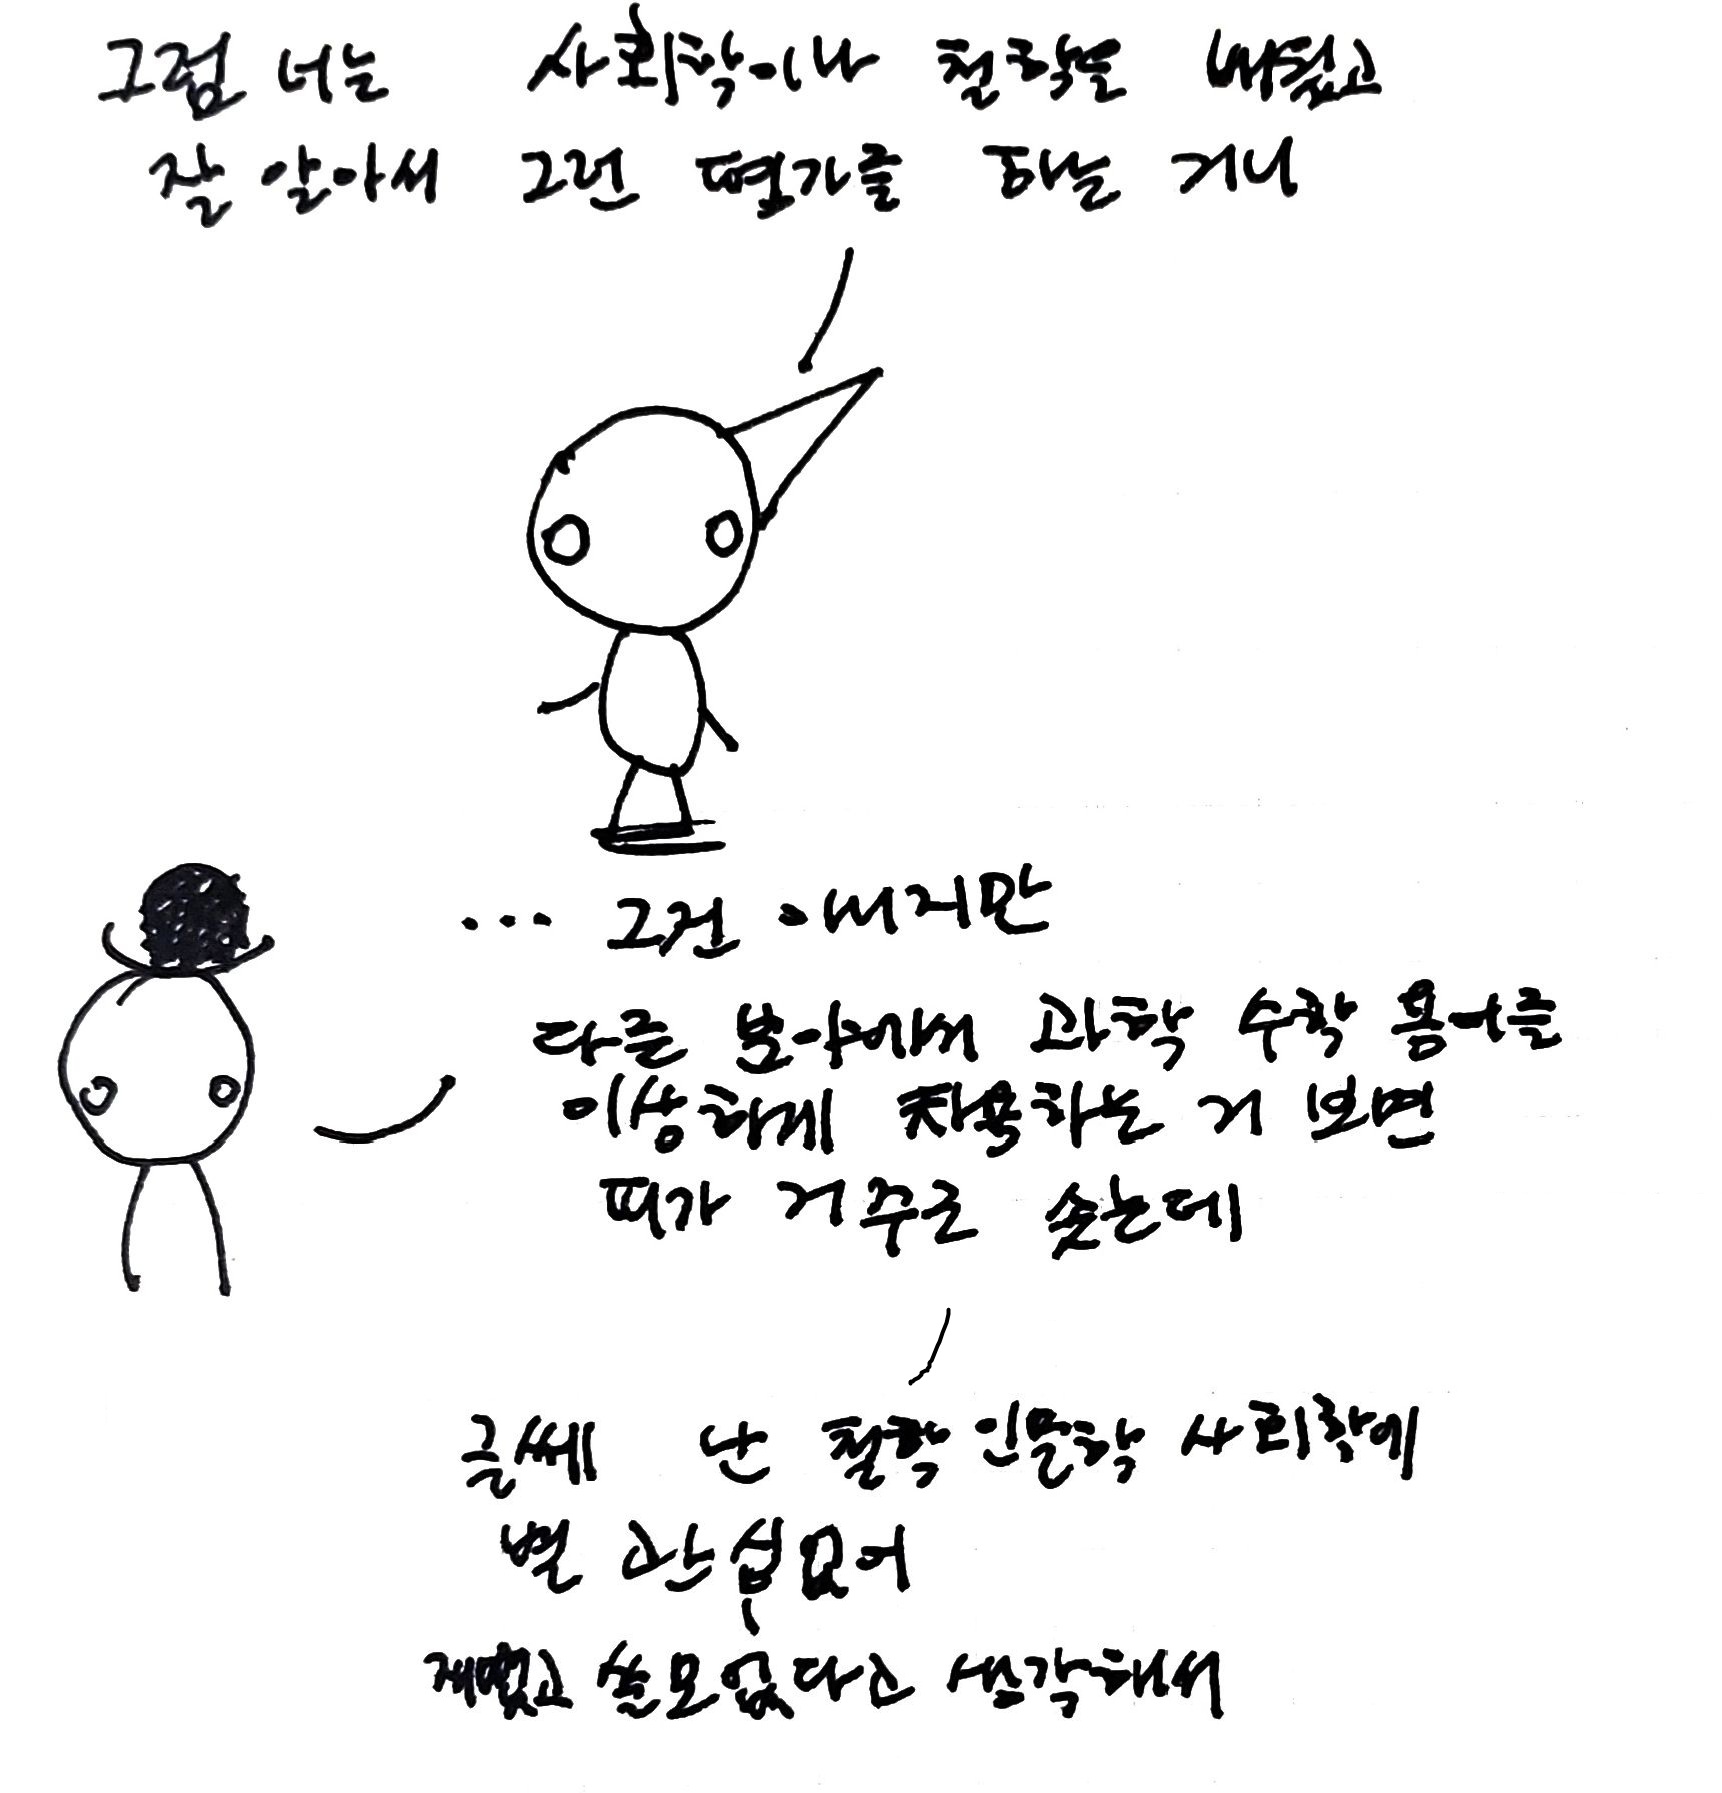 그럼 너는 사회학이나 철학을 배웠고
잘 알아서 그런 평가를 하는 거니
... 그건 아니지만
다른 분야에서 과학 수학 용어를
이상하게 차용하는 거 보면
피가 거꾸로 솟는데
글쎄 난 철학 인문학 사회학에
별 관심없어
재미없고 쓸모없다고 생각해서